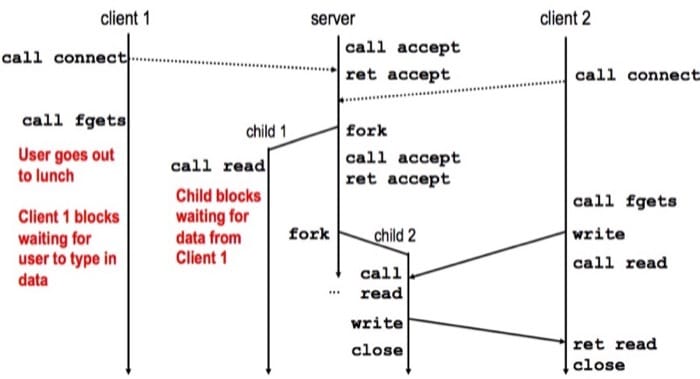 client 1
server
client 2
call connect
call accept
ret accept
call connect
call fgets
child 1
fork
User goes out
to lunch
call read
call accept
ret accept
Client 1 blocks
waiting for
user to type in
data
Child blocks
waiting for
data from
Client 1
fork
child 2
call fgets
write
call read
...
call
read
write
close
ret read
close